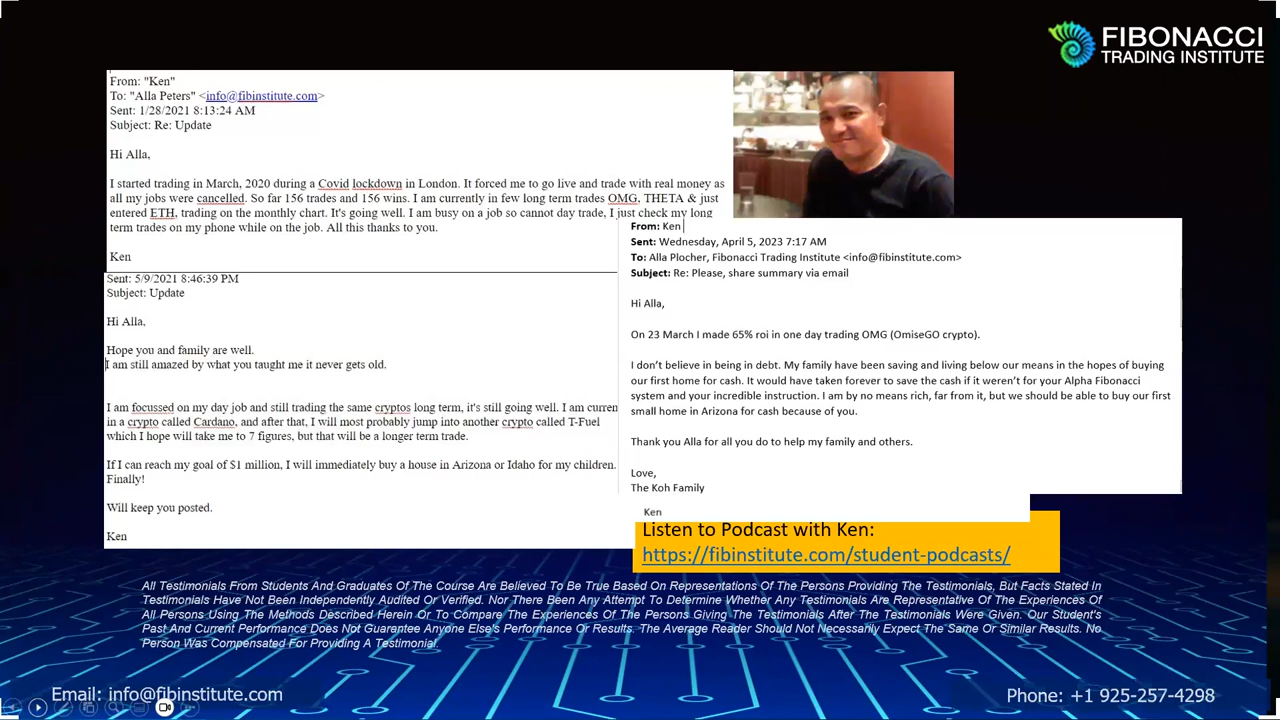 FIBONACCI
TRADING INSTITUTE
From: "Ken"
To: "Alla Peters" <info@fibinstitute.com>
Sent: 1/28/2021 8:13:24 AM
Subject: Re: Update
Hi Alla,
I started trading in March, 2020 during a Covid lockdown in London. It forced me to go live and trade with real money as
all my jobs were cancelled. So far 156 trades and 156 wins. I am currently in few long term trades OMG, THETA & just
entered ETH, trading on the monthly chart. It's going well. I am busy on a job so cannot day trade, I just check my long
term trades on my phone while on the job. All this thanks to you.
Ken
Sent: 5/9/2021 8:46:39 PM
Subject: Update
Hi Alla,
Hope you and family are well.
I am still amazed by what you taught me it never gets old.
I am focussed on my day job and still trading the same cryptos long term, it's still going well. I am curren
in a crypto called Cardano, and after that, I will most probably jump into another crypto called T-Fuel
which I hope will take me to 7 figures, but that will be a longer term trade.
If I can reach my goal of $1 million, I will immediately buy a house in Arizona or Idaho for my children.
Finally!
Will keep you posted.
Ken
From: Ken
Sent: Wednesday, April 5, 2023 7:17 AM
To: Alla Plocher, Fibonacci Trading Institute <info@fibinstitute.com>
Subject: Re: Please, share summary via email
Hi Alla,
On 23 March I made 65% roi in one day trading OMG (OmiseGO crypto).
I don't believe in being in debt. My family have been saving and living below our means in the hopes of buying
our first home for cash. It would have taken forever to save the cash if it weren't for your Alpha Fibonacci
system and your incredible instruction. I am by no means rich, far from it, but we should be able to buy our first
small home in Arizona for cash because of you.
Thank you Alla for all you do to help my family and others.
Love,
The Koh Family
Ken
Listen to Podcast with Ken:
https://fibinstitute.com/student-podcasts/
All Testimonials From Students And Graduates Of The Course Are Believed To Be True Based On Representations Of The Persons Providing The Testimonials, But Facts Stated In
Testimonials Have Not Been Independently Audited Or Verified. Nor There Been Any Attempt To Determine Whether Any Testimonials Are Representative Of The Experiences Of
All Persons Using The Methods Described Herein Or To Compare The Experiences Of The Persons Giving The Testimonials After The Testimonials Were Given. Our Student's
Past And Current Performance Does Not Guarantee Anyone Else's Performance Or Results. The Average Reader Should Not Necessarily Expect The Same Or Similar Results. No
Person Was Compensated For Providing A Testimonial.
Email: info@fibinstitute.com
Phone: +1 925-257-4298